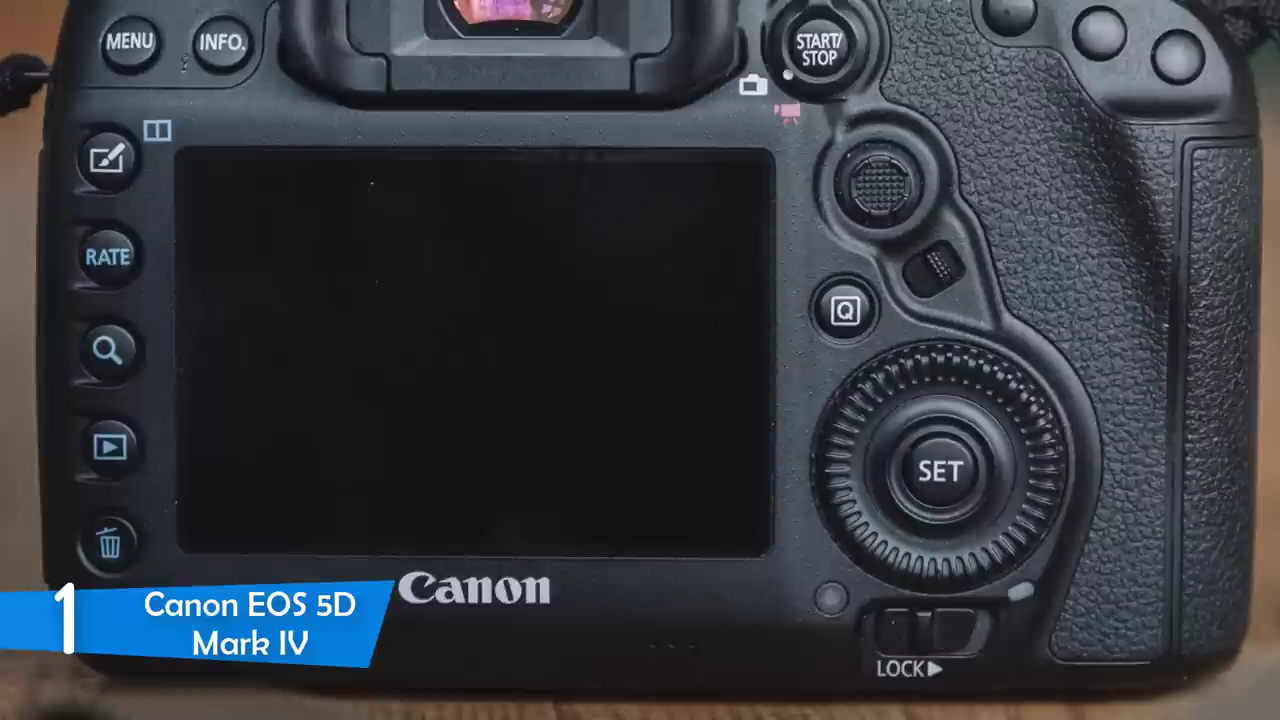 MENU
INFO.
START/
STOP
RATE
Q
SET
Canon
1
Canon EOS 5D
Mark IV
LOCK